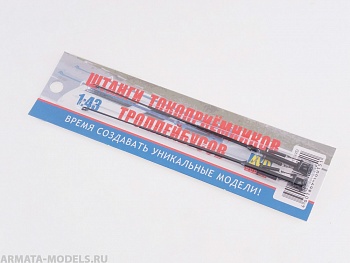 ШТАНГИ ТОКОПРИЁМНИКОВ
1:43 ТРОЛЛЕЙБУСОВ
ВРЕМЯ СОЗДАВАТЬ УНИКАЛЬНЫЕ МОДЕЛИ!
ARMATA-MODELS.RU